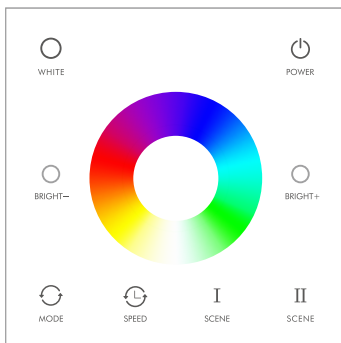 WHITE
POWER
BRIGHT−
BRIGHT+
MODE
SPEED
I
SCENE
II
SCENE